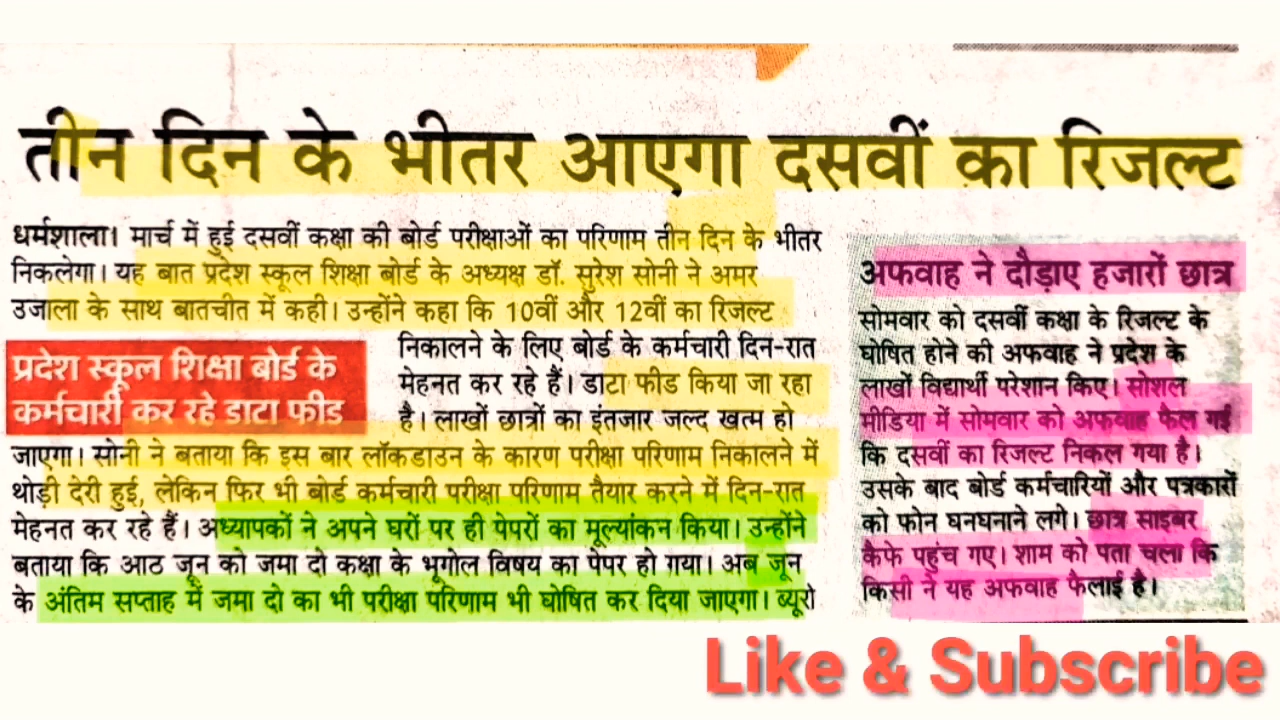 तीन दिन के भीतर आएगा दसवीं का रिजल्ट
धर्मशाला। मार्च में हुई दसवीं कक्षा की बोर्ड परीक्षाओं का परिणाम तीन दिन के भीतर
निकलेगा। यह बात प्रदेश स्कूल शिक्षा बोर्ड के अध्यक्ष डॉ. सुरेश सोनी ने अमर
उजाला के साथ बातचीत में कही। उन्होंने कहा कि 10वीं और 12वीं का रिजल्ट
प्रदेश स्कूल शिक्षा बोर्ड के
कर्मचारी कर रहे डाटा फीड
निकालने के लिए बोर्ड के कर्मचारी दिन-रात
मेहनत कर रहे हैं। डाटा फीड किया जा रहा
है। लाखों छात्रों का इंतजार जल्द खत्म हो
जाएगा। सोनी ने बताया कि इस बार लॉकडाउन के कारण परीक्षा परिणाम निकालने में
थोड़ी देरी हुई, लेकिन फिर भी बोर्ड कर्मचारी परीक्षा परिणाम तैयार करने में दिन-रात
मेहनत कर रहे हैं। अध्यापकों ने अपने घरों पर ही पेपरों का मूल्यांकन किया। उन्होंने
बताया कि आठ जून को जमा दो कक्षा के भूगोल विषय का पेपर हो गया। अब जून
के अंतिम सप्ताह में जमा दो का भी परीक्षा परिणाम भी घोषित कर दिया जाएगा। ब्यूरो
अफवाह ने दौड़ाए हजारों छात्र
सोमवार को दसवीं कक्षा के रिजल्ट के
घोषित होने की अफवाह ने प्रदेश के
लाखों विद्यार्थी परेशान किए। सोशल
मीडिया में सोमवार को अफवाह फैल गई
कि दसवीं का रिजल्ट निकल गया है।
उसके बाद बोर्ड कर्मचारियों और पत्रकारों
को फोन घनघनाने लगे। छात्र साइबर
कैफे पहुंच गए। शाम को पता चला कि
किसी ने यह अफवाह फैलाई है।
Like & Subscribe